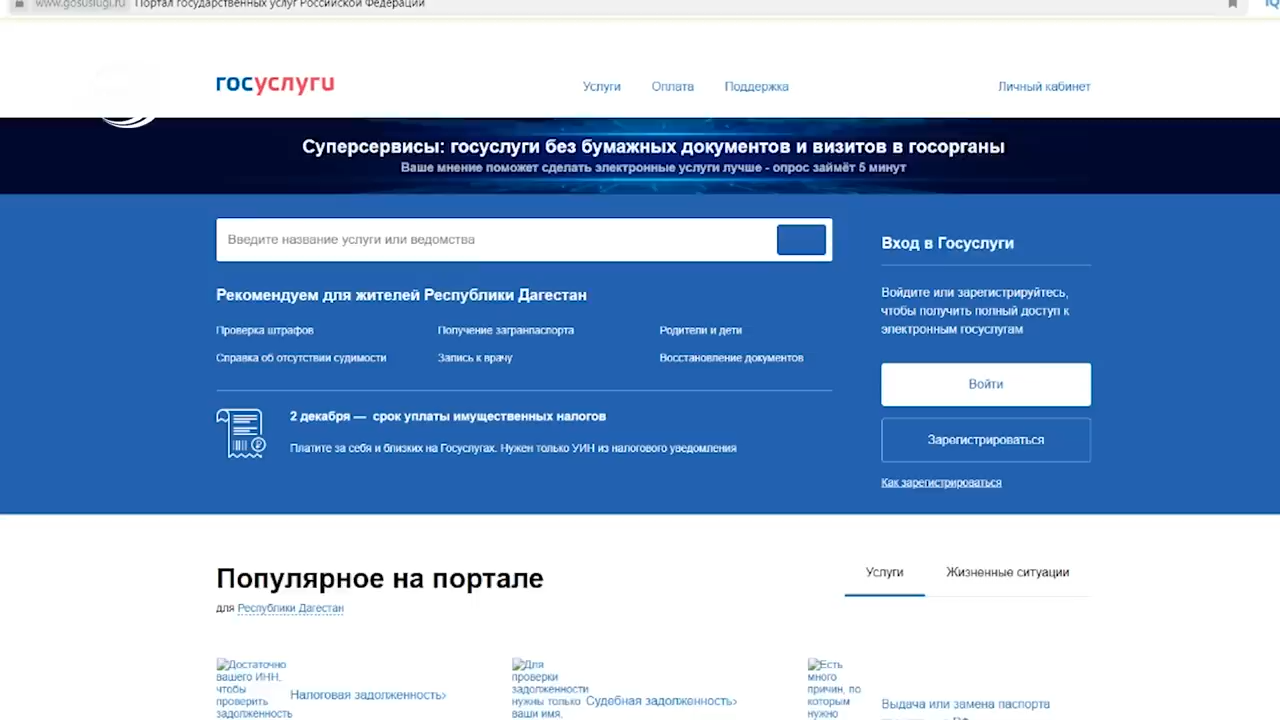 www.gosuslugi.ru Портал государственных услуг Российской Федерации
госуслуги
Услуги Оплата Поддержка
Личный кабинет
Суперсервисы: госуслуги без бумажных документов и визитов в госорганы
Ваше мнение поможет сделать электронные услуги лучше - опрос займёт 5 минут
Введите название услуги или ведомства
Рекомендуем для жителей Республики Дагестан
Проверка штрафов
Получение загранпаспорта
Родители и дети
Справка об отсутствии судимости
Запись к врачу
Восстановление документов
2 декабря — срок уплаты имущественных налогов
Платите за себя и близких на Госуслугах. Нужен только УИН из налогового уведомления
Вход в Госуслуги
Войдите или зарегистрируйтесь,
чтобы получить полный доступ к
электронным госуслугам
Войти
Зарегистрироваться
Как зарегистрироваться
Популярное на портале
для Республики Дагестан
Услуги
Жизненные ситуации
Достаточно
вашего ИНН,
чтобы
проверить
задолженность
Налоговая задолженность›
Для
проверки
задолженности
нужны только
ваши имя,
Судебная задолженность›
Есть
много
причин, по
которым
нужно
Выдача или замена паспорта